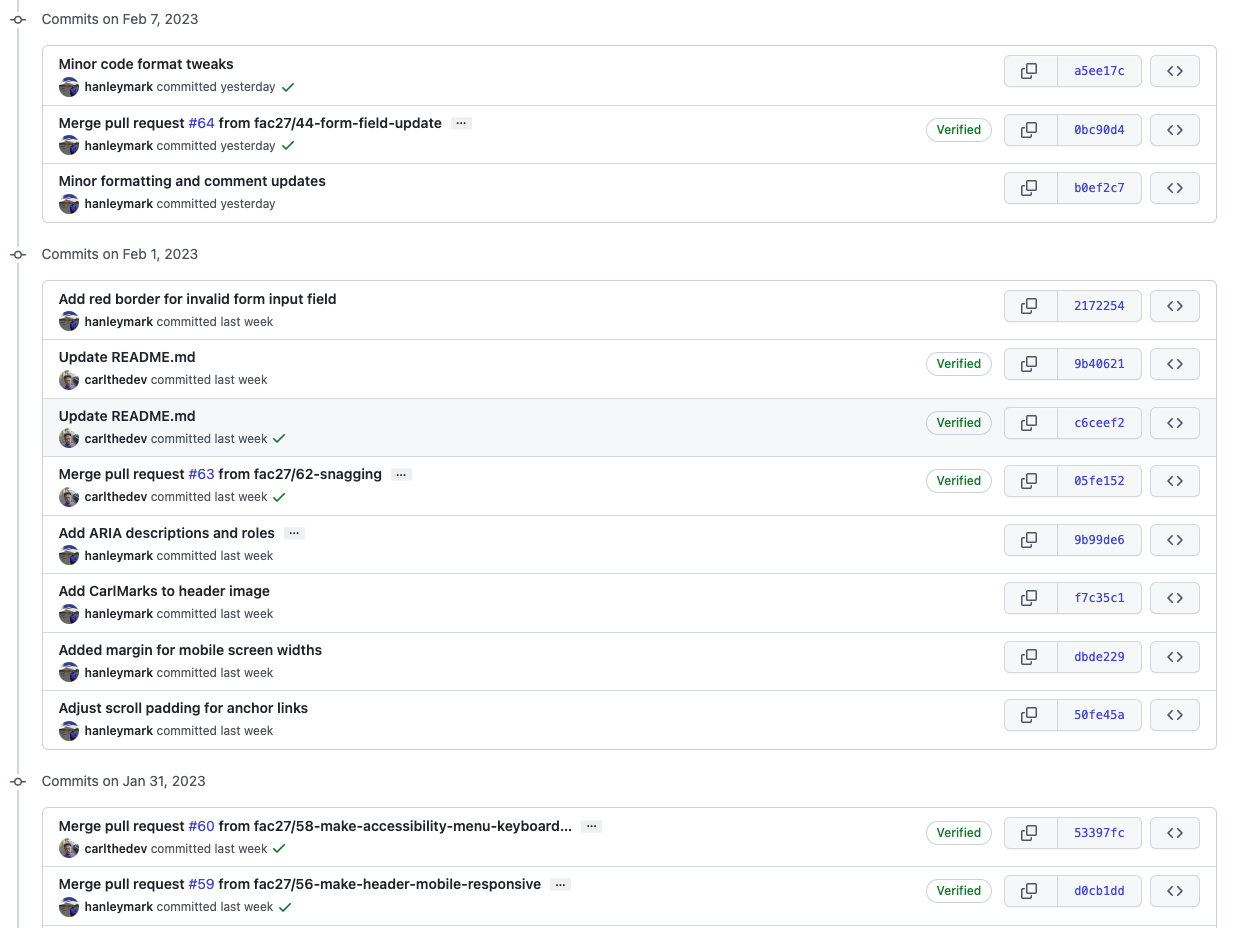 Commits on Feb 7, 2023
Minor code format tweaks
a5ee17c
hanleymark committed yesterday
Merge pull request #64 from fac27/44-form-field-update ...
Verified 0bc90d4
hanleymark committed yesterday
Minor formatting and comment updates
b0ef2c7
hanleymark committed yesterday
Commits on Feb 1, 2023
Add red border for invalid form input field
2172254
hanleymark committed last week
Update README.md
Verified 9b40621
carlthedev committed last week
Update README.md
Verified c6ceef2
carlthedev committed last week
Merge pull request #63 from fac27/62-snagging ...
Verified 05fe152
carlthedev committed last week
Add ARIA descriptions and roles ...
9b99de6
hanleymark committed last week
Add CarlMarks to header image
f7c35c1
hanleymark committed last week
Added margin for mobile screen widths
dbde229
hanleymark committed last week
Adjust scroll padding for anchor links
50fe45a
hanleymark committed last week
Commits on Jan 31, 2023
Merge pull request #60 from fac27/58-make-accessibility-menu-keyboard... ...
Verified 53397fc
carlthedev committed last week
Merge pull request #59 from fac27/56-make-header-mobile-responsive ...
Verified d0cb1dd
hanleymark committed last week